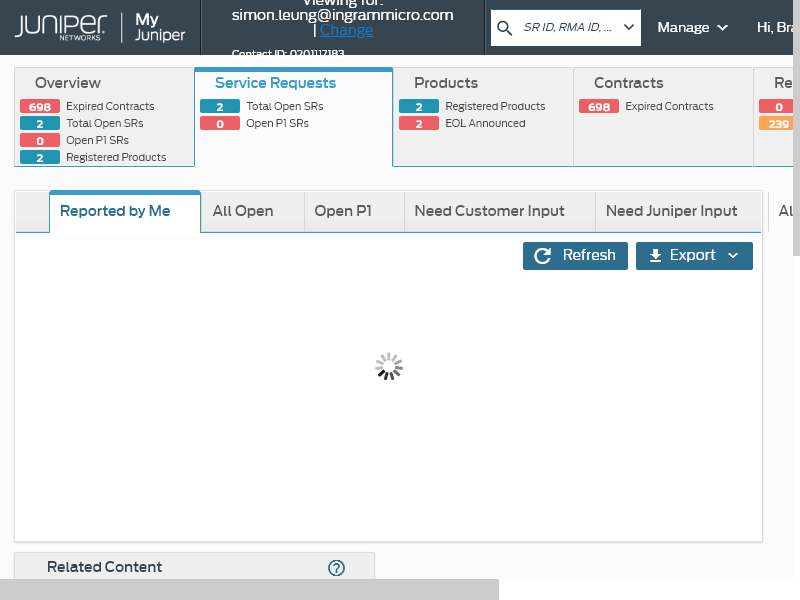 JUNIPER NETWORKS
My Juniper
Viewing for:
simon.leung@ingrammicro.com
| Change
Contact ID: 0201117183
SR ID, RMA ID, ...
Manage
Hi, Bra
Overview
698 Expired Contracts
2 Total Open SRs
0 Open P1 SRs
2 Registered Products
Service Requests
2 Total Open SRs
0 Open P1 SRs
Products
2 Registered Products
2 EOL Announced
Contracts
698 Expired Contracts
Re
0
239
Reported by Me
All Open
Open P1
Need Customer Input
Need Juniper Input
Al
Refresh
Export
Related Content
?